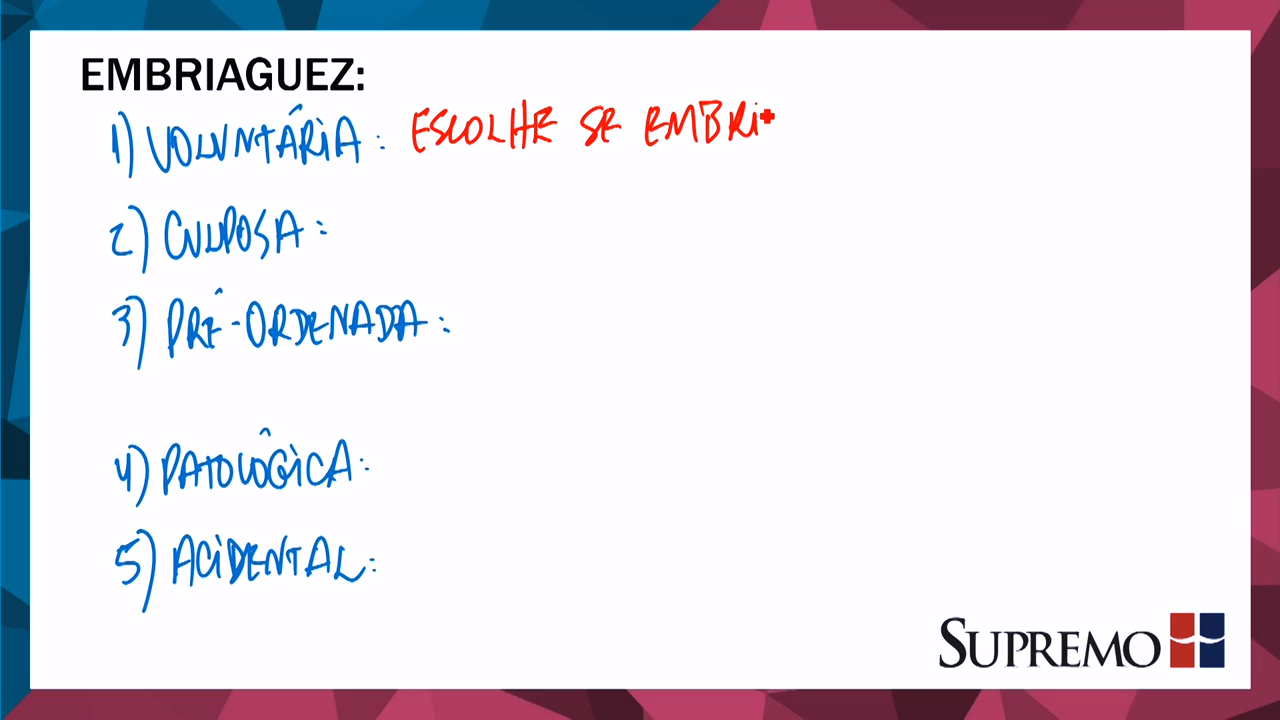 EMBRIAGUEZ:
1) VOLUNTÁRIA: ESCOLHE SE EMBRI
2) CULPOSA:
3) PRÉ-ORDENADA:
4) PATOLÓGICA:
5) ACIDENTAL:
SUPREMO